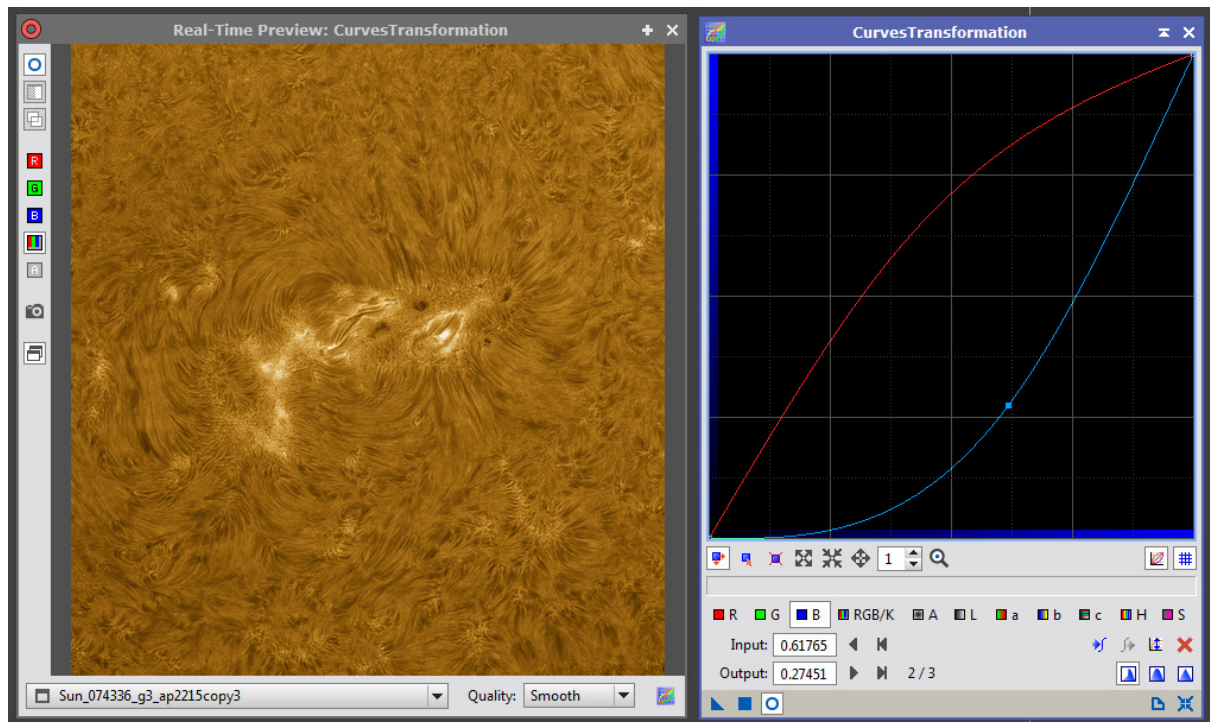 Real-Time Preview: CurvesTransformation
R
G
B
A
Sun_074336_g3_ap2215copy3
Quality: Smooth
CurvesTransformation
1
R G B RGB/K A L a b c H S
Input: 0.61765
Output: 0.27451 2 / 3